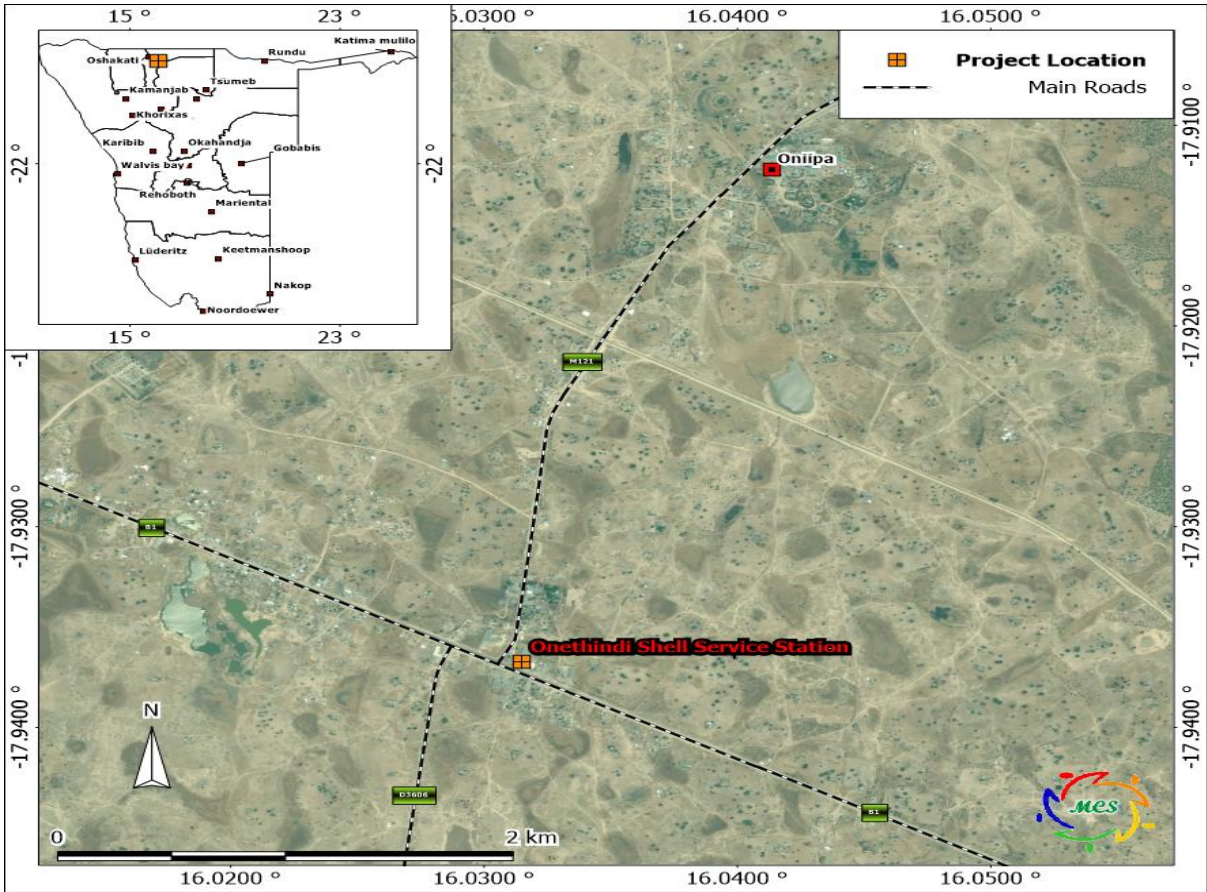 15 °
23 °
5.0300 °
16.0400 °
16.0500 °
Katima mulilo
Oshakati
Rundu
Tsumeb
Kamanjab
Khorixas
Karibib
Okahandja
Gobabis
Walvis bay
Rehoboth
Mariental
Lüderitz
Keetmanshoop
Nakop
Noordoewer
-22 °
-22 °
15 °
23 °
Project Location
Main Roads
-17.9100 °
Oniipa
-17.9200 °
-1
M121
-17.9300 °
B1
-17.9300 °
Onethindi Shell Service Station
-17.9400 °
-17.9400 °
N
D3606
B1
MCS
0
2 km
16.0200 °
16.0300 °
16.0400 °
16.0500 °